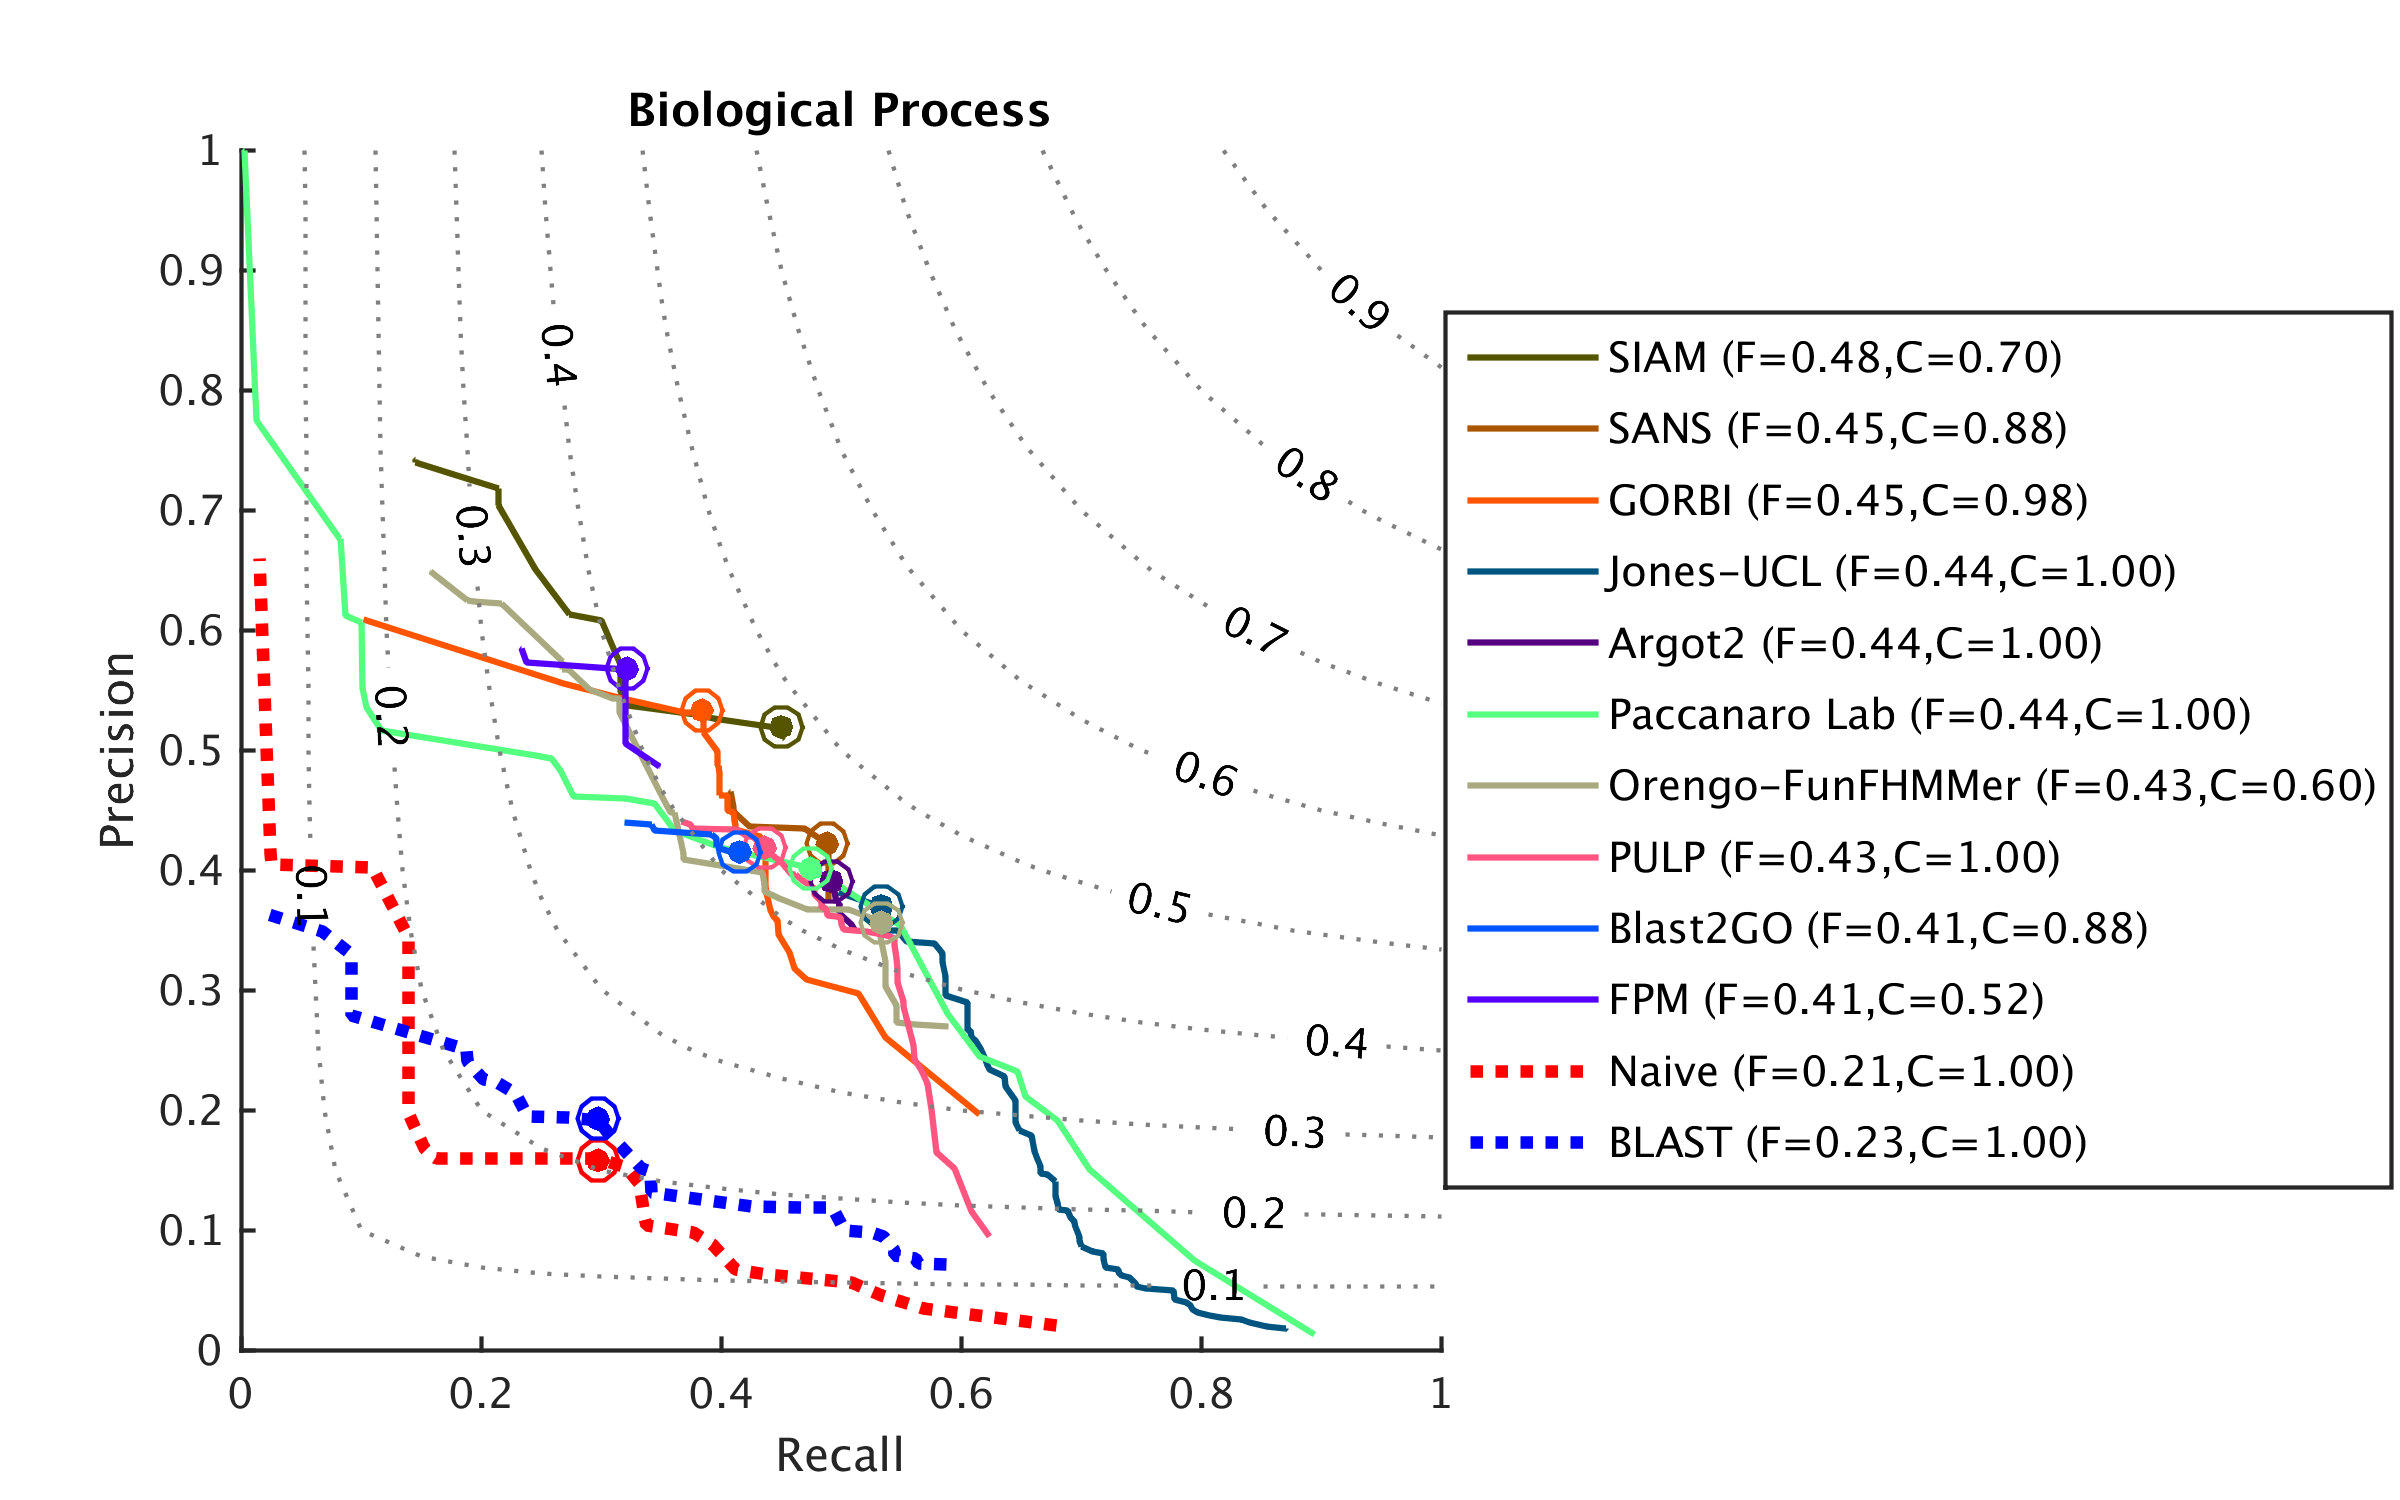 Biological Process
1
0.9
0.8
0.7
0.6
0.5
0.4
0.3
0.2
0.1
0
Precision
0
0.2
0.4
0.6
0.8
1
Recall
0.4
0.3
0.2
0.1
0.9
0.8
0.7
0.6
0.5
0.4
0.3
0.2
0.1
SIAM (F=0.48,C=0.70)
SANS (F=0.45,C=0.88)
GORBI (F=0.45,C=0.98)
Jones-UCL (F=0.44,C=1.00)
Argot2 (F=0.44,C=1.00)
Paccanaro Lab (F=0.44,C=1.00)
Orengo-FunFHMMer (F=0.43,C=0.60)
PULP (F=0.43,C=1.00)
Blast2GO (F=0.41,C=0.88)
FPM (F=0.41,C=0.52)
Naive (F=0.21,C=1.00)
BLAST (F=0.23,C=1.00)